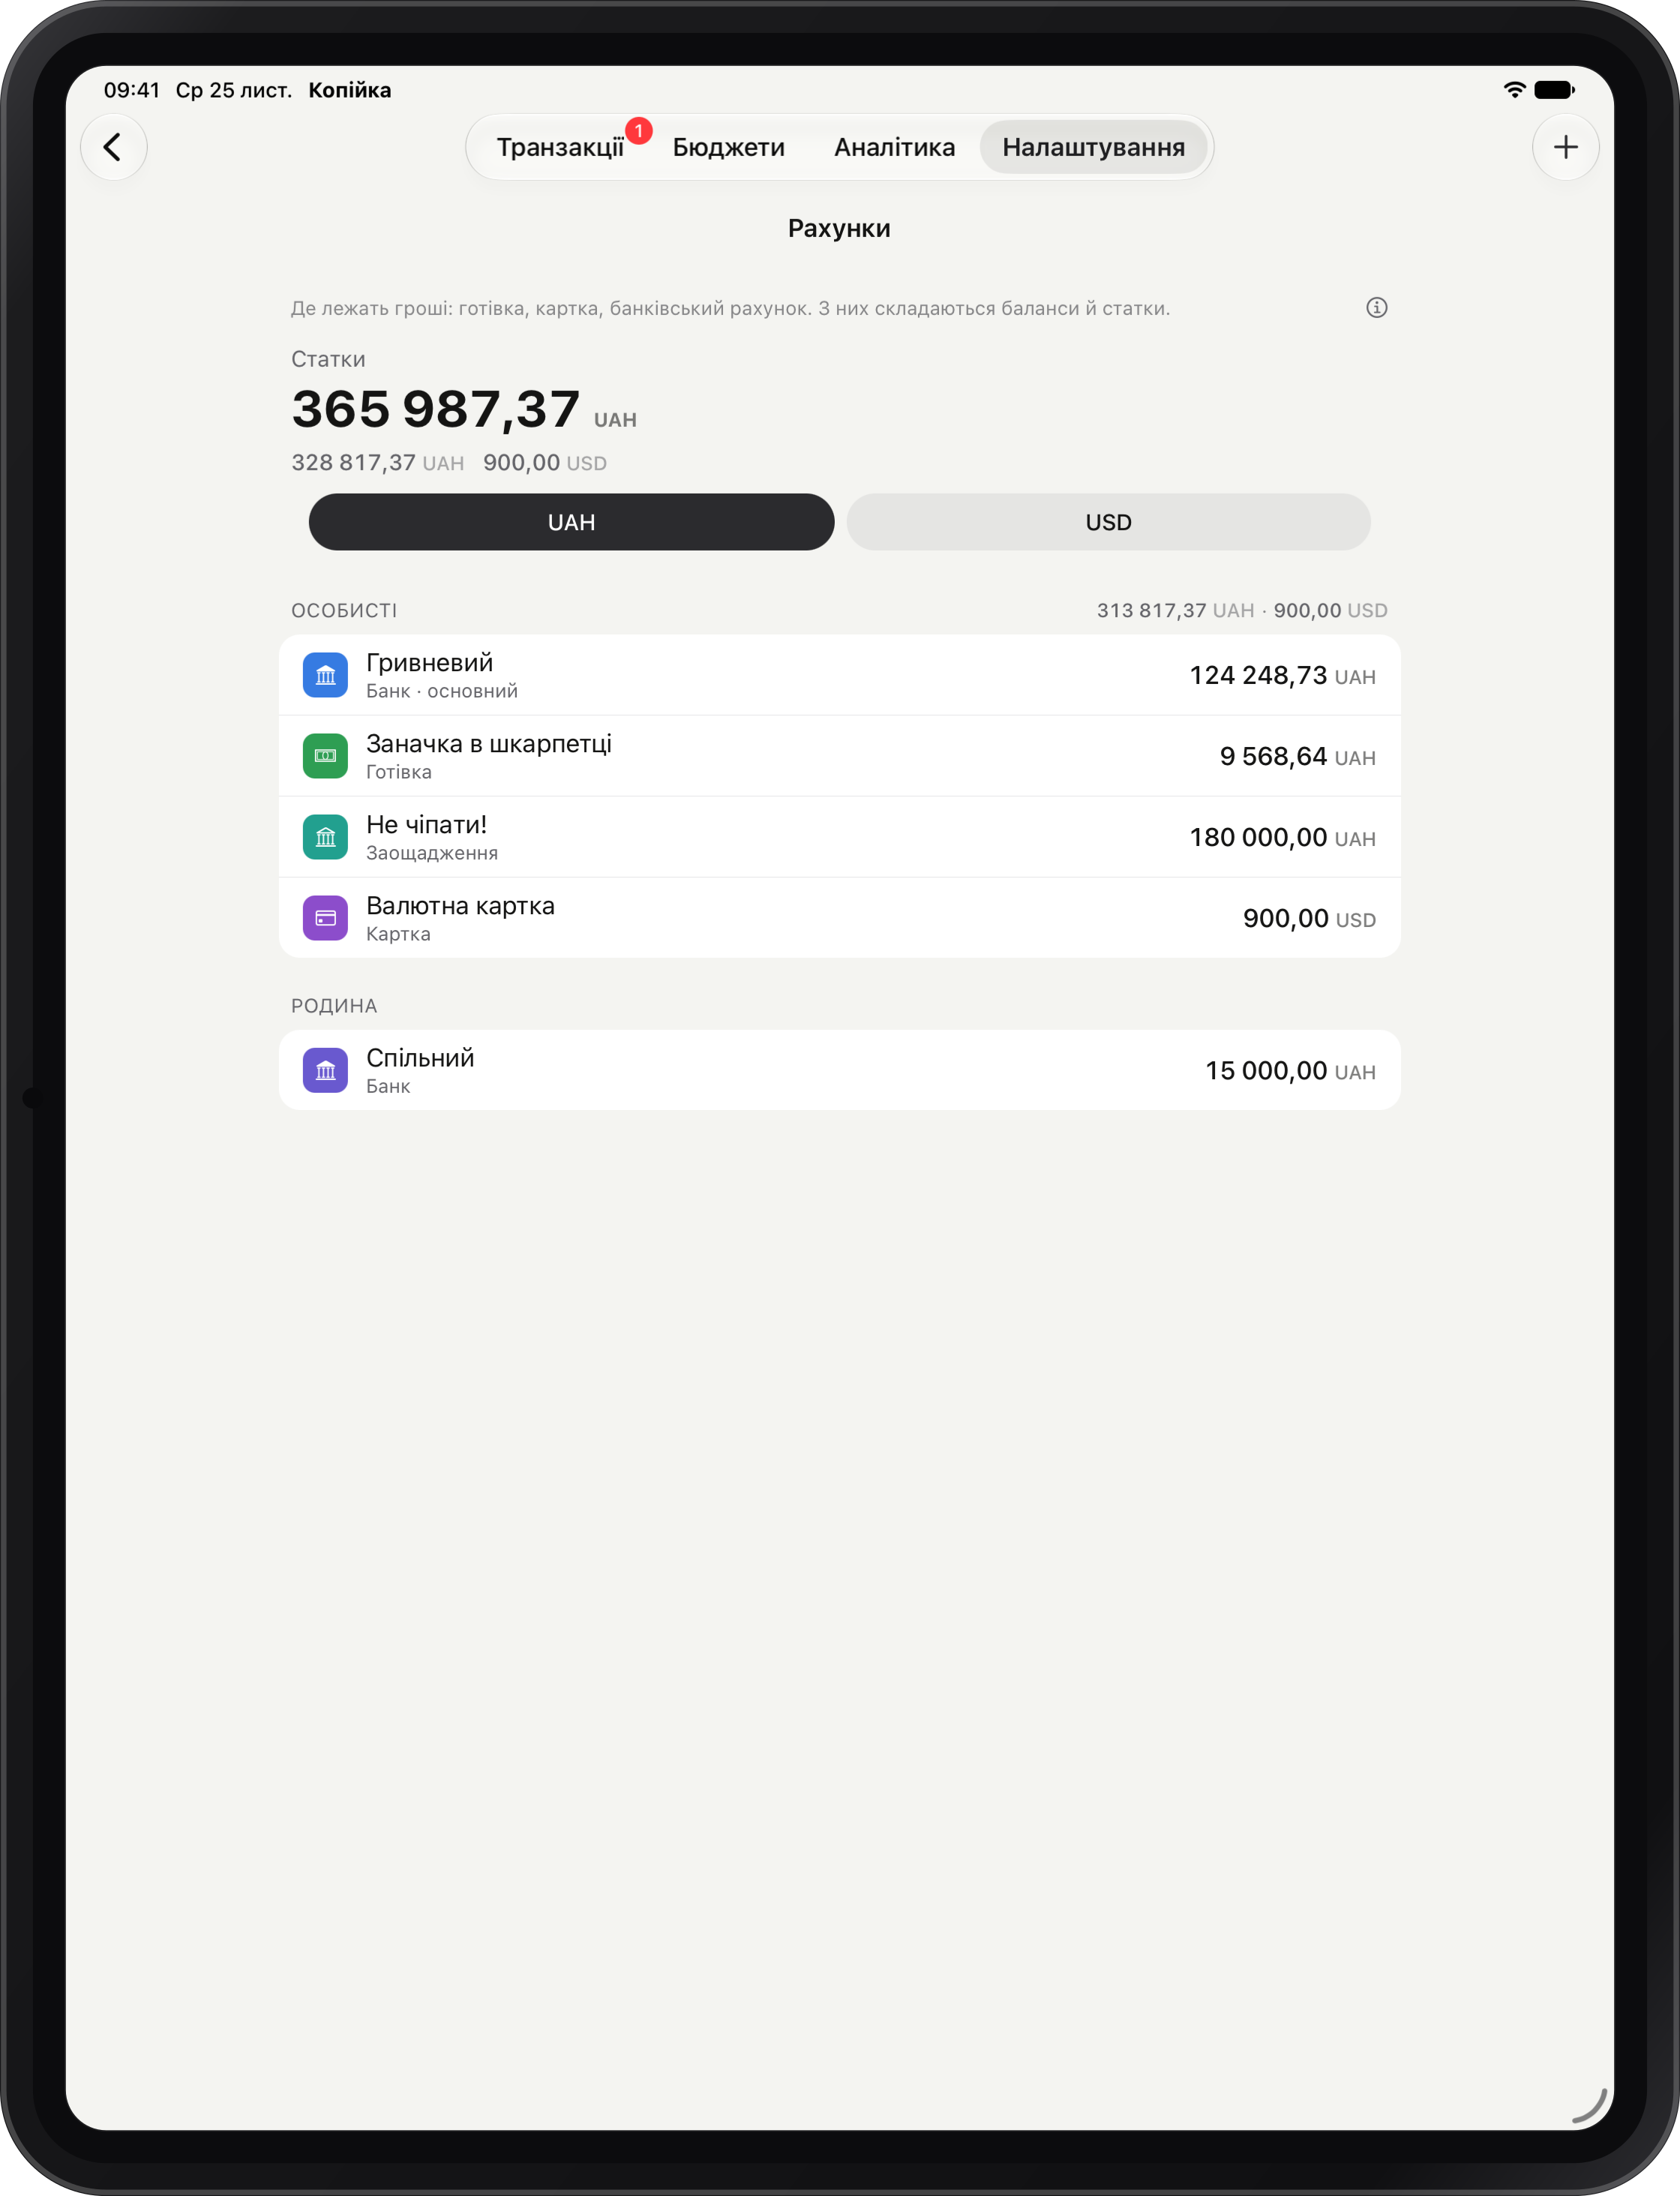 09:41 Ср 25 лист. Копійка
Транзакції 1 Бюджети Аналітика Налаштування
Рахунки
Де лежать гроші: готівка, картка, банківський рахунок. З них складаються баланси й статки.
Статки
365 987,37 UAH
328 817,37 UAH 900,00 USD
UAH USD
ОСОБИСТІ 313 817,37 UAH · 900,00 USD
Гривневий
Банк · основний
124 248,73 UAH
Заначка в шкарпетці
Готівка
9 568,64 UAH
Не чіпати!
Заощадження
180 000,00 UAH
Валютна картка
Картка
900,00 USD
РОДИНА
Спільний
Банк
15 000,00 UAH